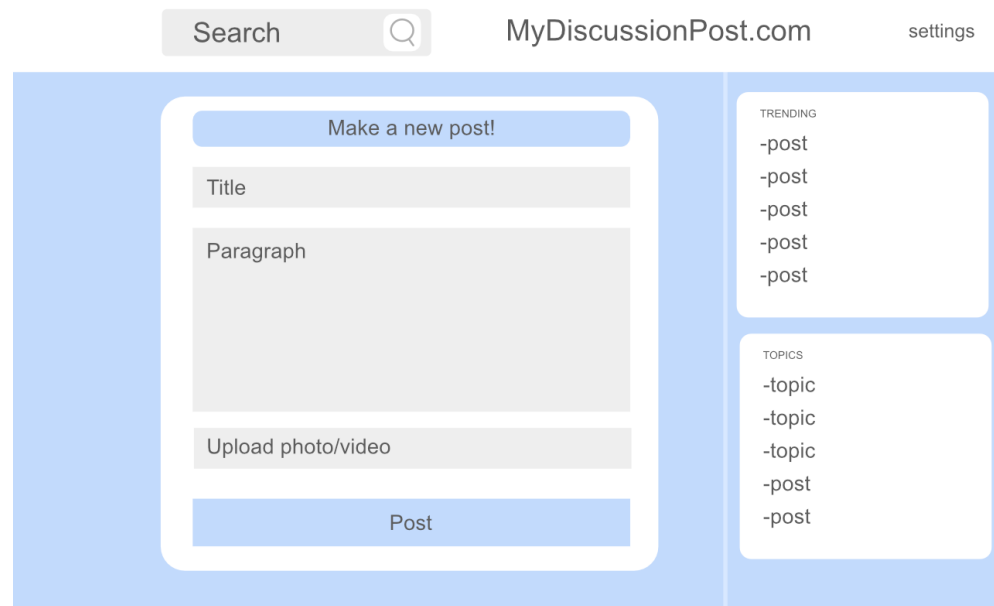 Search
MyDiscussionPost.com
settings
Make a new post!
Title
Paragraph
Upload photo/video
Post
TRENDING
-post
-post
-post
-post
-post
TOPICS
-topic
-topic
-topic
-post
-post